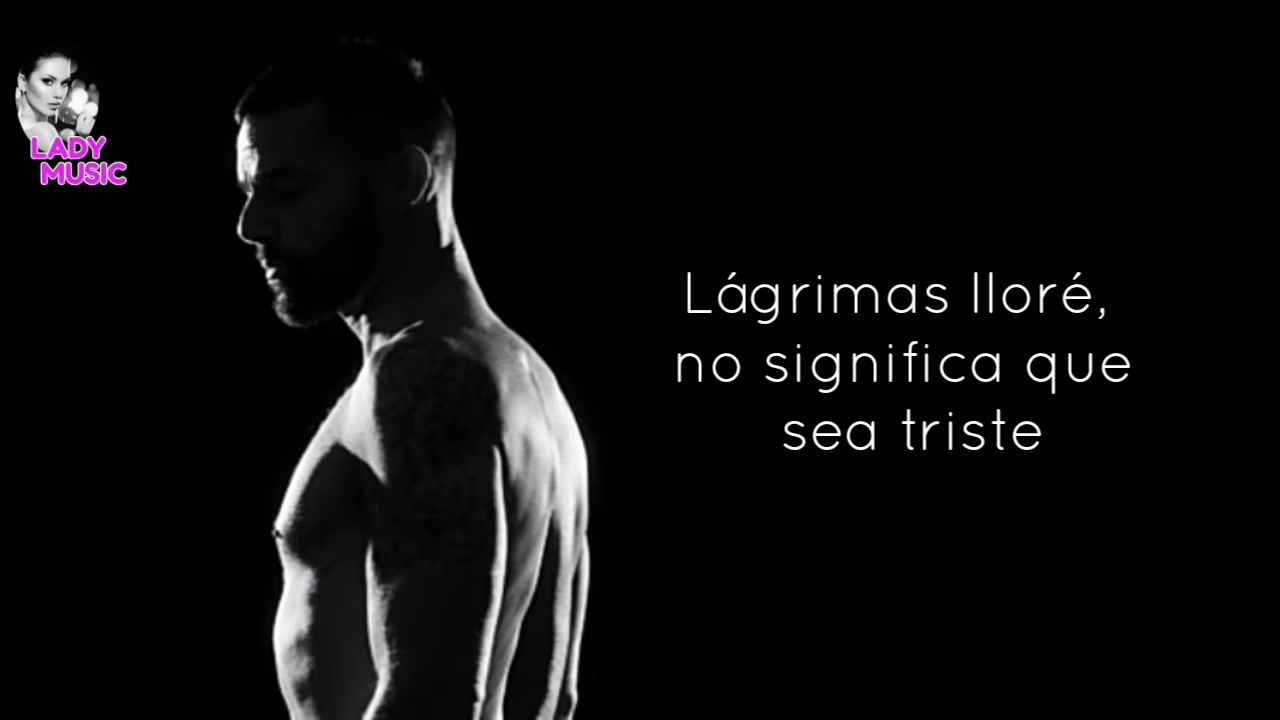 LADY
MUSIC
Lágrimas lloré,
no significa que
sea triste